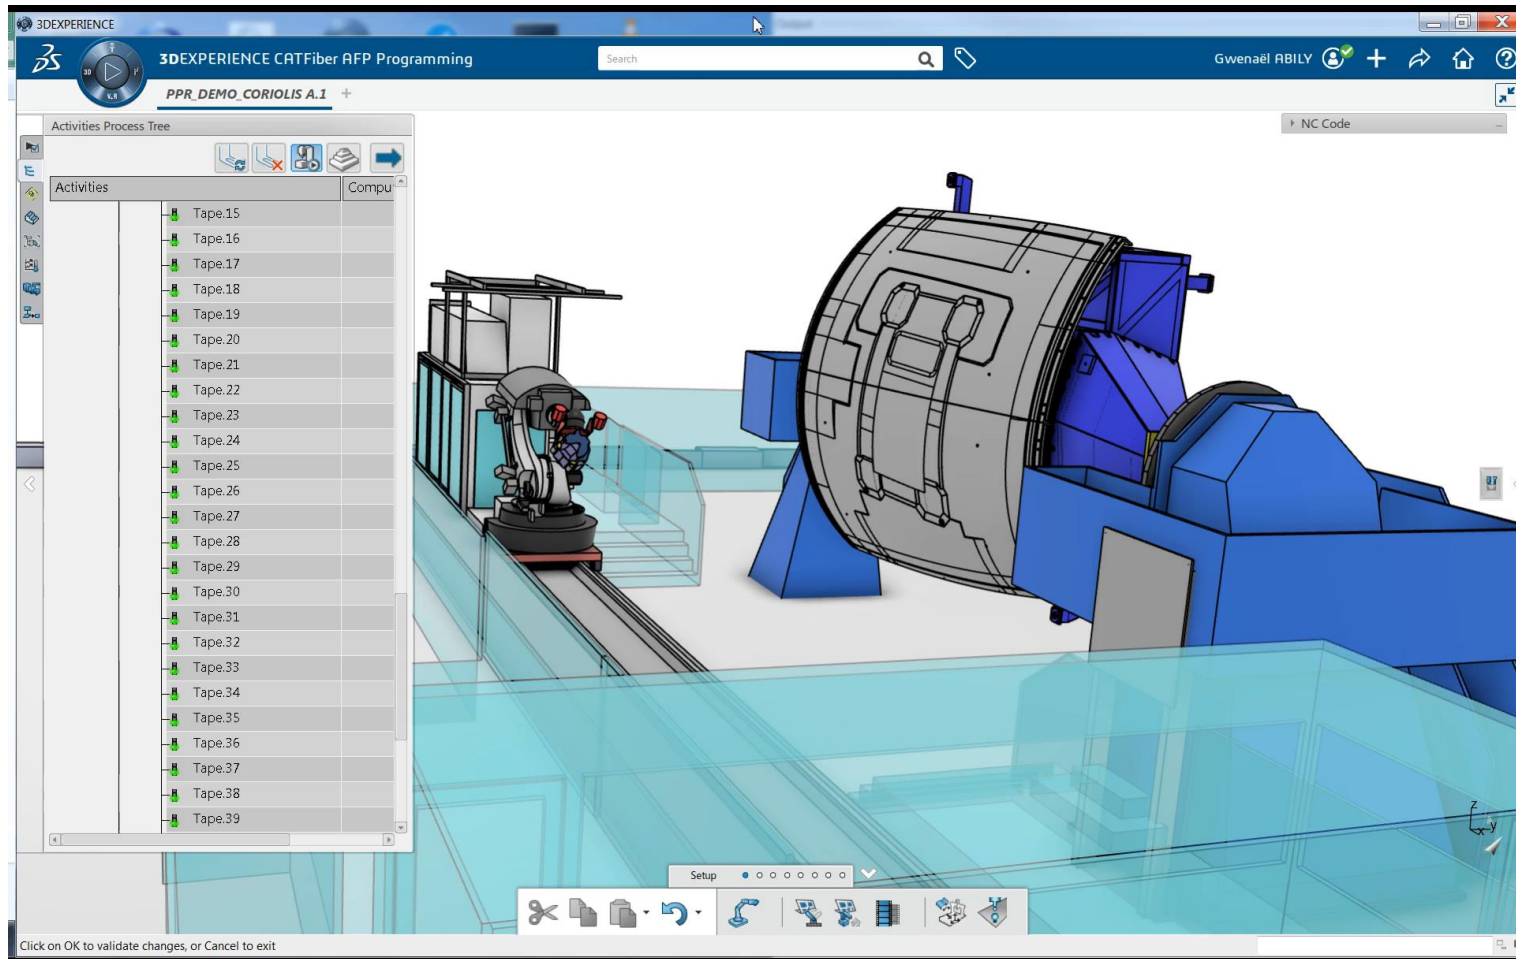 3DEXPERIENCE
3DEXPERIENCE CATFiber AFP Programming
Search
Gwenaël ABILY
3D
V.R
PPR_DEMO_CORIOLIS A.1
Activities Process Tree
NC Code
Activities
Compu
Tape.15
Tape.16
Tape.17
Tape.18
Tape.19
Tape.20
Tape.21
Tape.22
Tape.23
Tape.24
Tape.25
Tape.26
Tape.27
Tape.28
Tape.29
Tape.30
Tape.31
Tape.32
Tape.33
Tape.34
Tape.35
Tape.36
Tape.37
Tape.38
Tape.39
z
x y
Setup
Click on OK to validate changes, or Cancel to exit